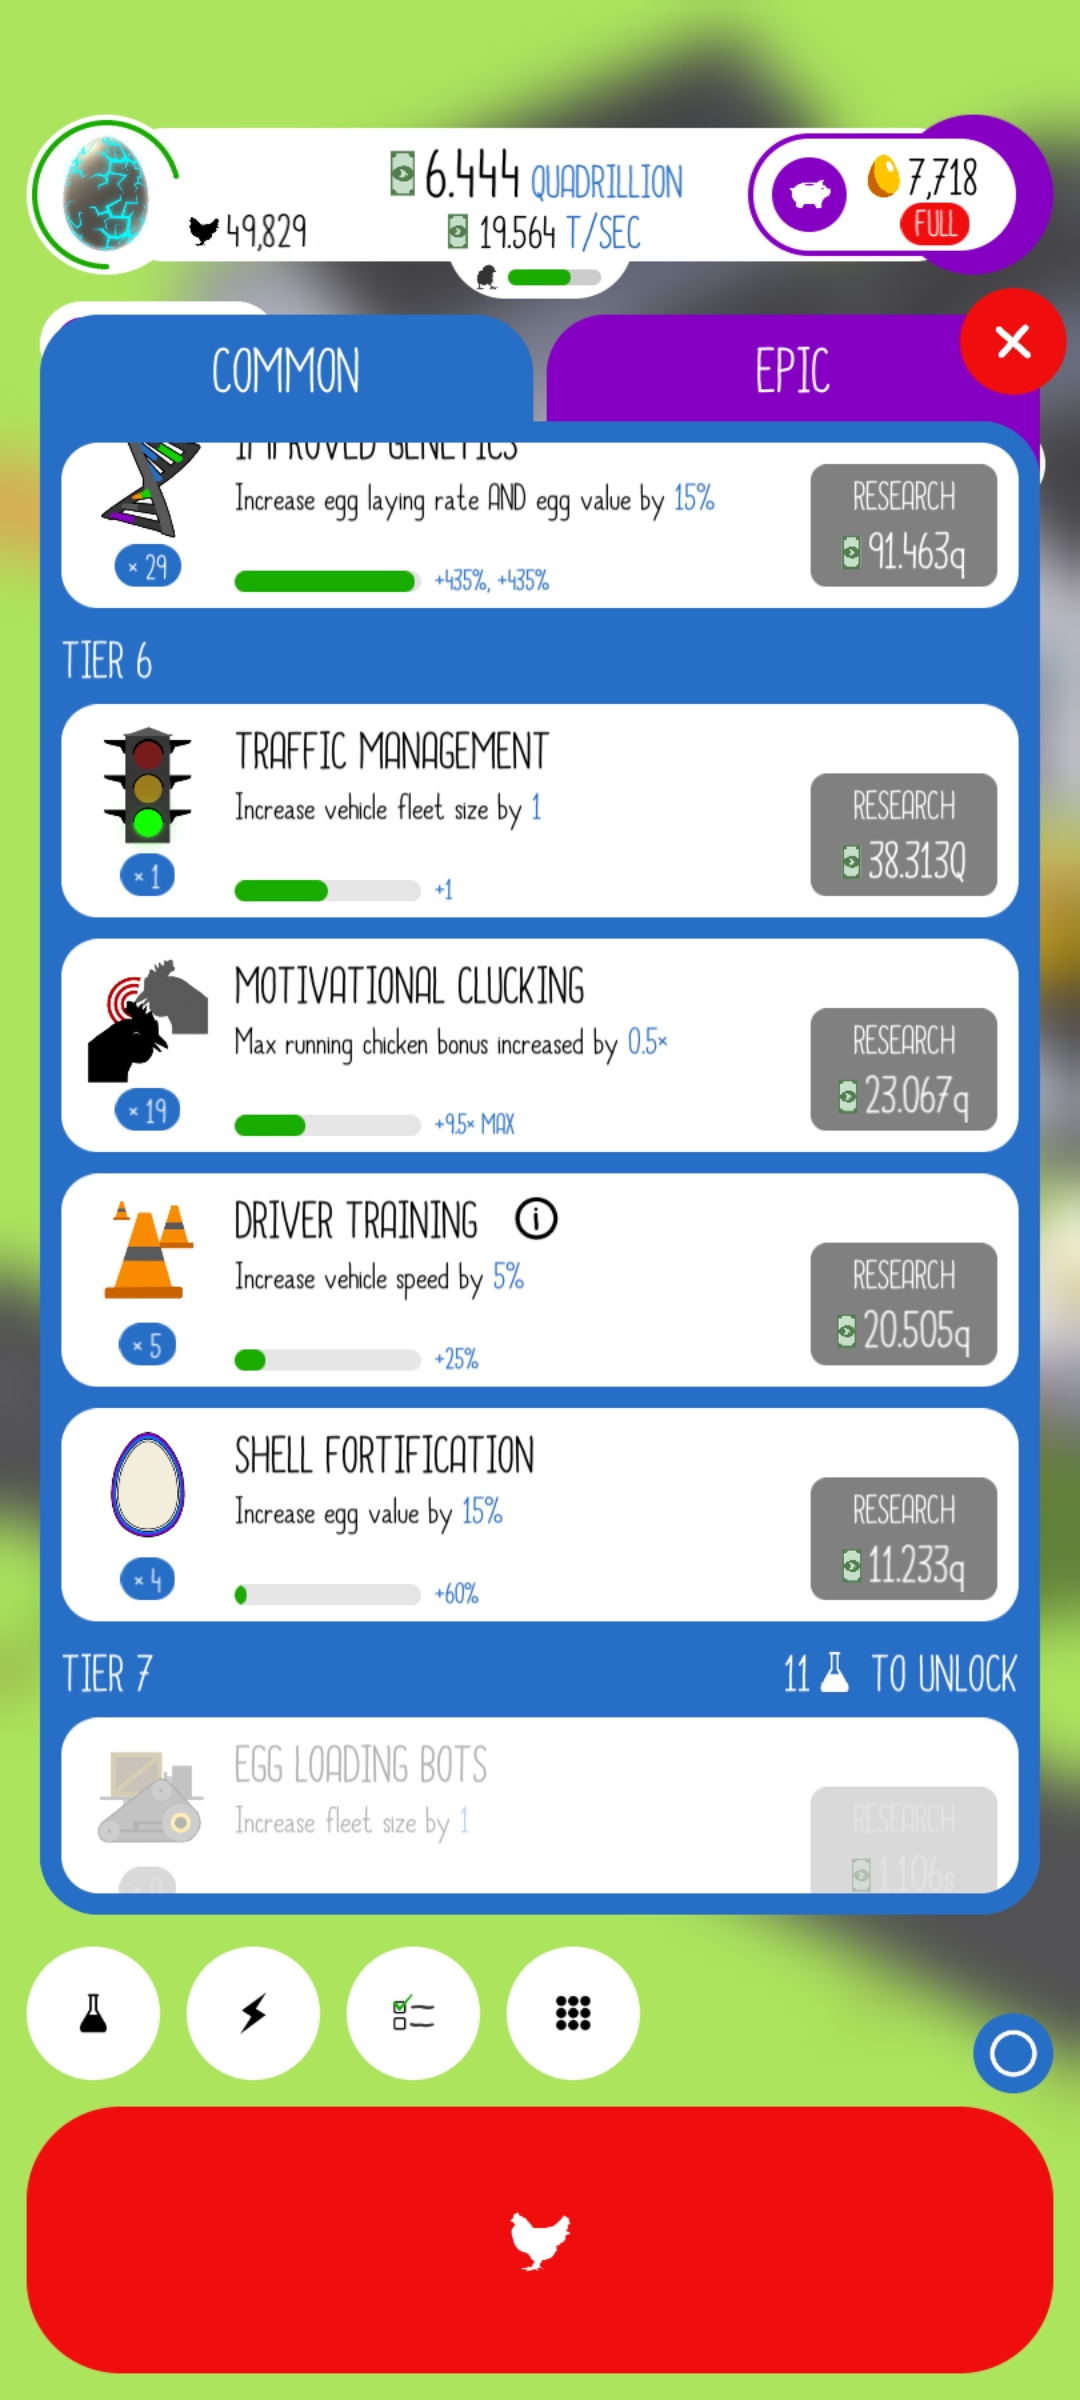 6.444 QUADRILLION
7,718
49,829
19.564 T/SEC
FULL
COMMON
EPIC
IMPROVED GENETICS
Increase egg laying rate AND egg value by 15%
RESEARCH
91.463q
× 29
+435%, +435%
TIER 6
TRAFFIC MANAGEMENT
Increase vehicle fleet size by 1
RESEARCH
38.313Q
× 1
+1
MOTIVATIONAL CLUCKING
Max running chicken bonus increased by 0.5×
RESEARCH
23.067q
× 19
+9.5× MAX
DRIVER TRAINING
Increase vehicle speed by 5%
RESEARCH
20.505q
× 5
+25%
SHELL FORTIFICATION
Increase egg value by 15%
RESEARCH
11.233q
× 4
+60%
TIER 7
11 TO UNLOCK
EGG LOADING BOTS
Increase fleet size by 1
RESEARCH
1.106s
× 0